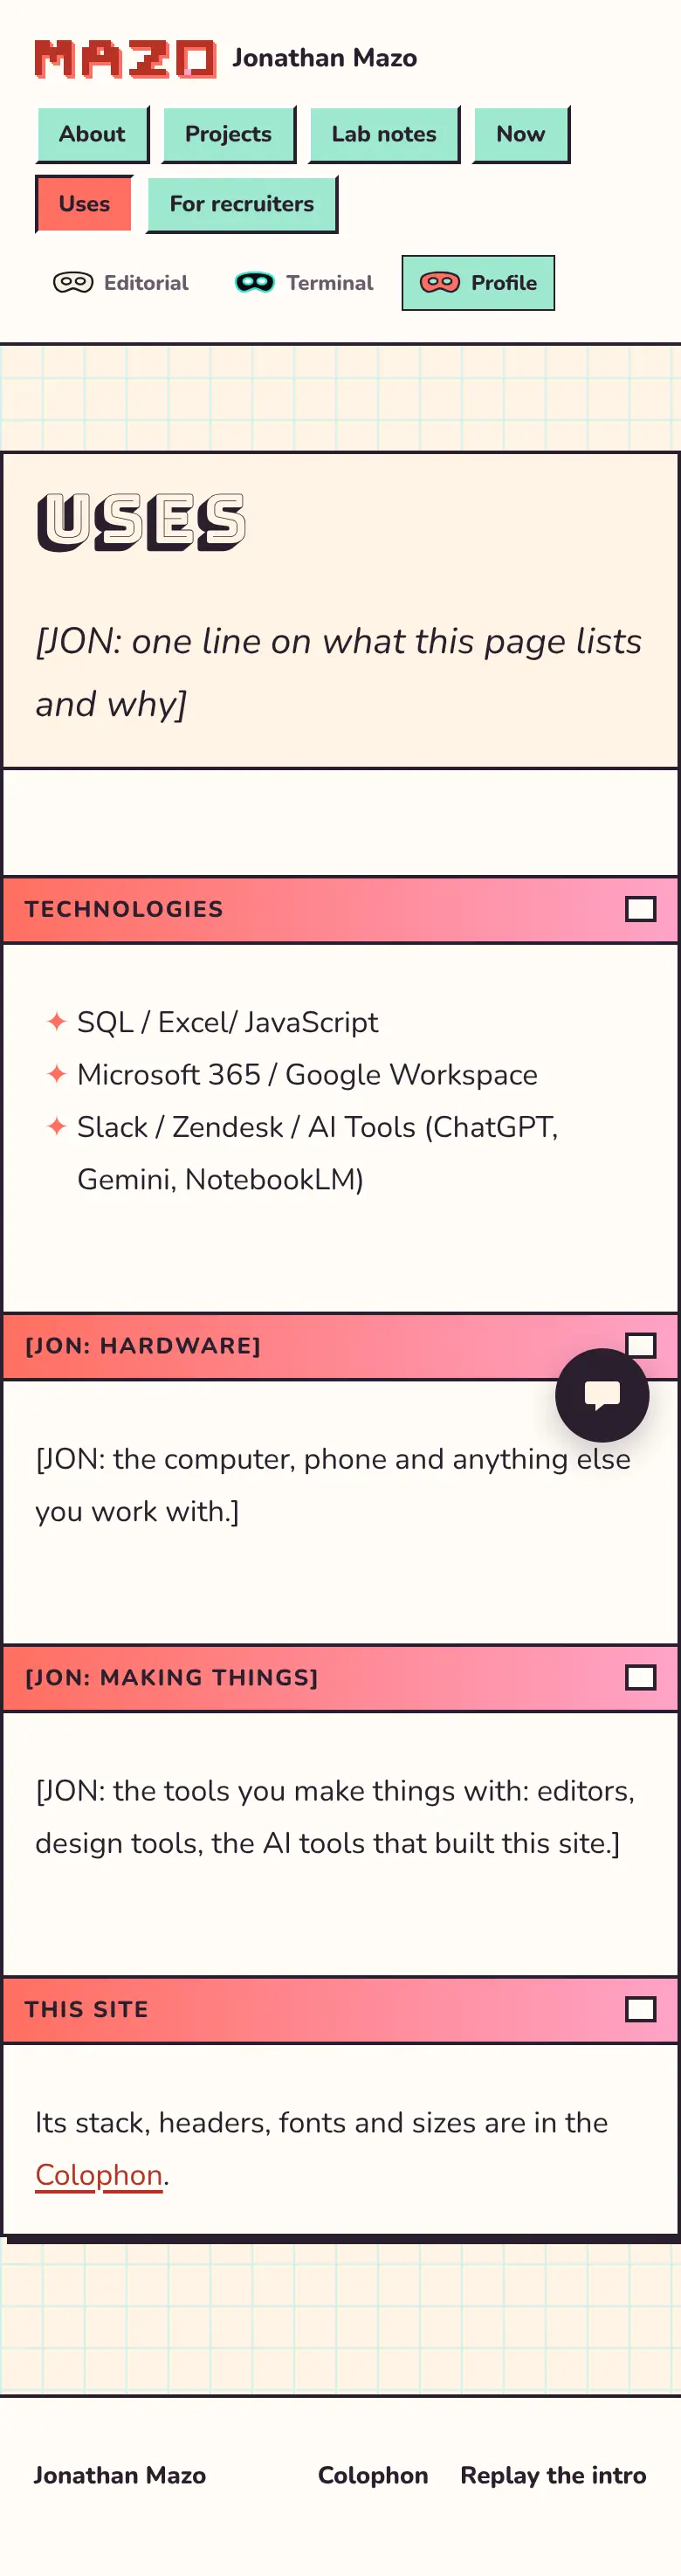 MAZO Jonathan Mazo
About Projects Lab notes Now
Uses For recruiters
Editorial Terminal Profile
USES
[JON: one line on what this page lists
and why]
TECHNOLOGIES
✦ SQL / Excel/ JavaScript
✦ Microsoft 365 / Google Workspace
✦ Slack / Zendesk / AI Tools (ChatGPT,
Gemini, NotebookLM)
[JON: HARDWARE]
[JON: the computer, phone and anything else
you work with.]
[JON: MAKING THINGS]
[JON: the tools you make things with: editors,
design tools, the AI tools that built this site.]
THIS SITE
Its stack, headers, fonts and sizes are in the
Colophon.
Jonathan Mazo Colophon Replay the intro